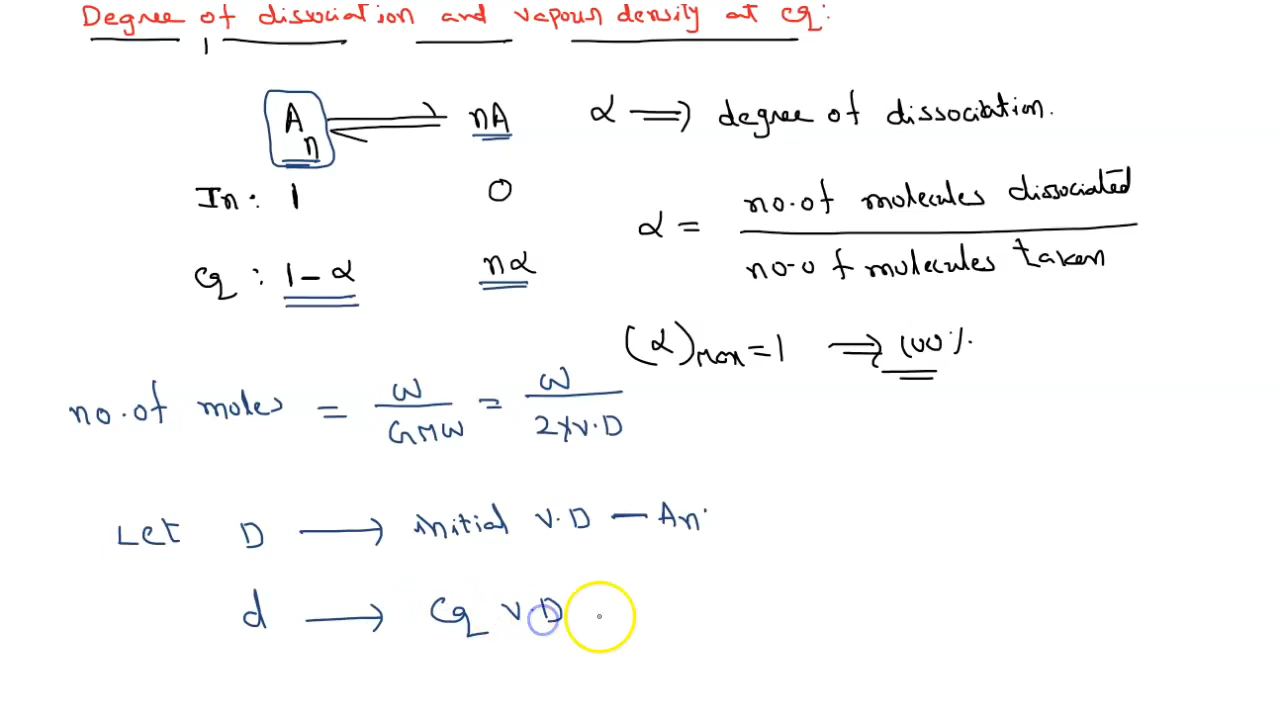 Degree of dissociation and vapour density at eq:
Aₙ ⇌ nA α ⟹ degree of dissociation.
In: 1 0
α = no. of molecules dissociated / no. of molecules taken
Eq: 1 - α nα
(α)max = 1 ⟹ 100%.
no. of moles = W / GMW = W / 2×V.D
Let D ⟶ initial V.D — An.
d ⟶ Eq V.D